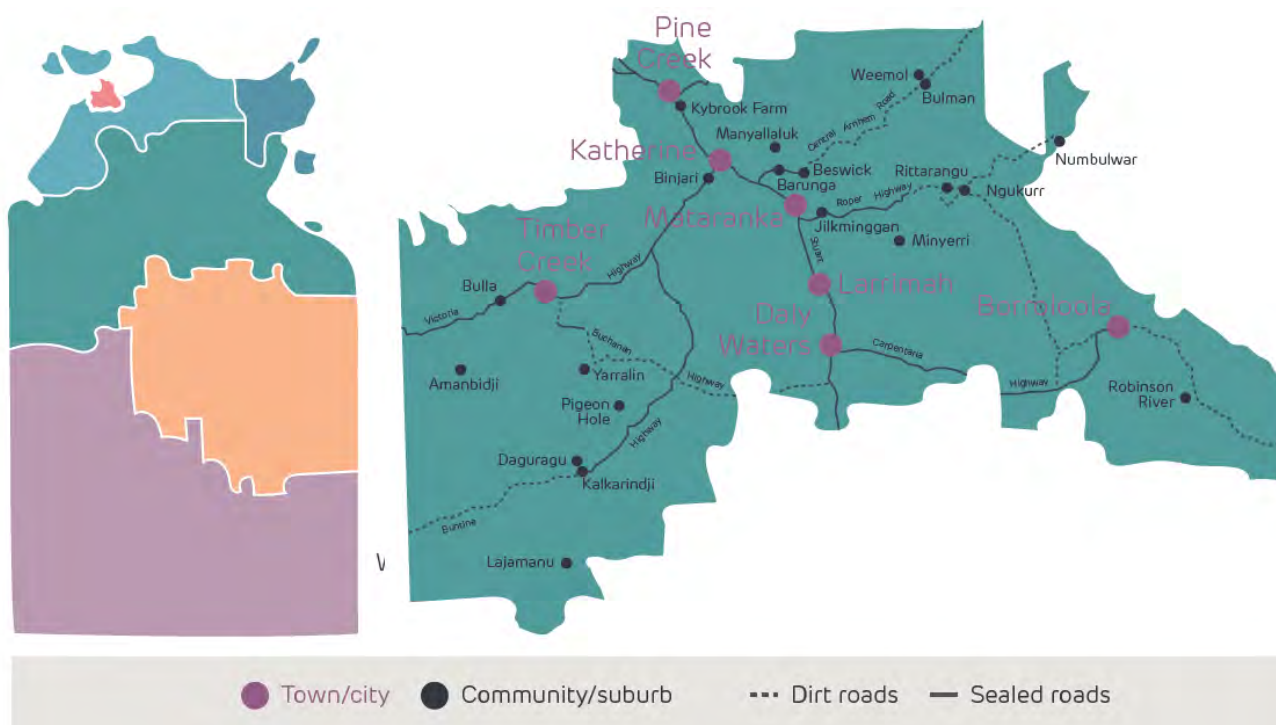 Pine
Creek
Kybrook Farm
Weemol
Bulman
Central Arnhem Road
Manyallaluk
Katherine
Binjari
Beswick
Barunga
Numbulwar
Rittarangu
Ngukurr
Roper Highway
Mataranka
Jilkminggan
Minyerri
Stuart
Timber
Creek
Highway
Bulla
Victoria
Larrimah
Borroloola
Daly
Waters
Buchanan
Highway
Carpentaria
Highway
Amanbidji
Yarralin
Pigeon
Hole
Robinson
River
Highway
Daguragu
Kalkarindji
Buntine
Lajamanu
Town/city
Community/suburb
Dirt roads
Sealed roads